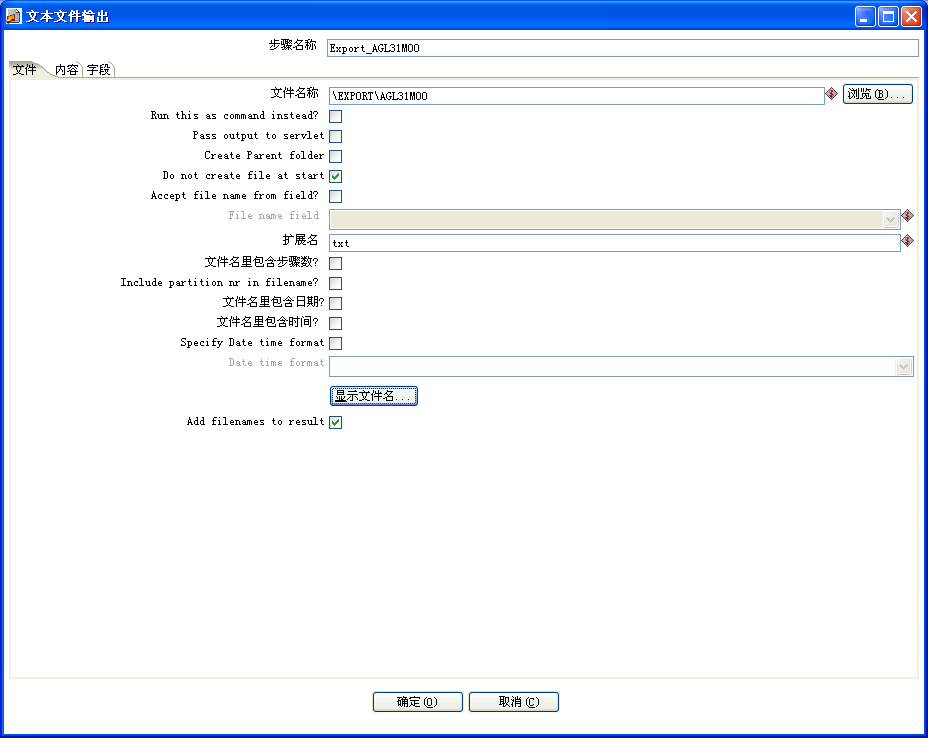 文本文件输出
步骤名称 Export_AGL31M00
文件 内容 字段
文件名称 \EXPORT\AGL31M00 浏览(B)...
Run this as command instead?
Pass output to servlet
Create Parent folder
Do not create file at start
Accept file name from field?
File name field
扩展名 txt
文件名里包含步骤数?
Include partition nr in filename?
文件名里包含日期?
文件名里包含时间?
Specify Date time format
Date time format
显示文件名...
Add filenames to result
确定(O) 取消(C)